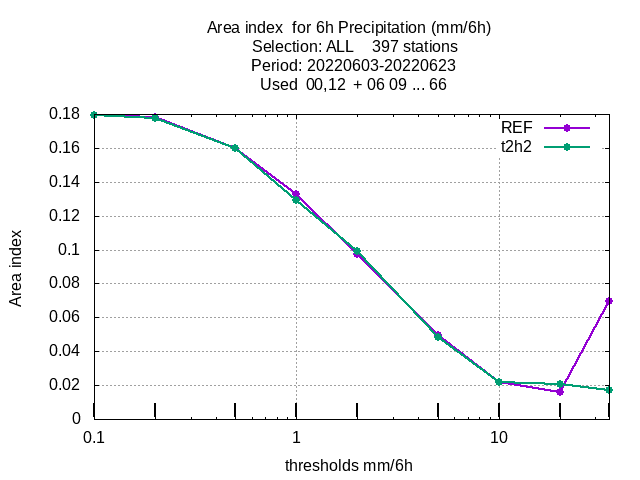 Area index  for 6h Precipitation (mm/6h)
Selection: ALL    397 stations
Period: 20220603-20220623
Used  00,12  + 06 09 ... 66
REF
t2h2
0.18
0.16
0.14
0.12
0.1
0.08
0.06
0.04
0.02
0
Area index
0.1
1
10
thresholds mm/6h